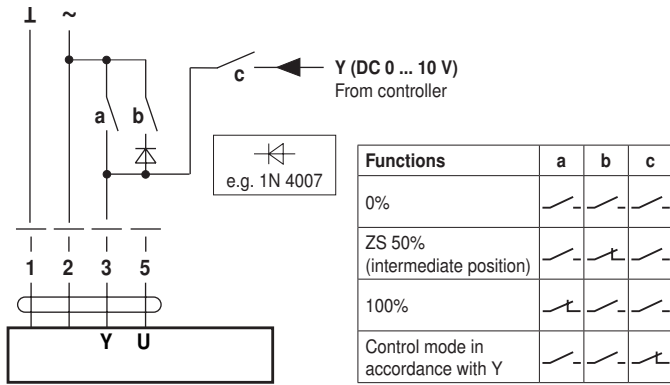 ⊥ ~
a b c
Y (DC 0 ... 10 V)
From controller
e.g. 1N 4007
1 2 3 5
Y U
Functions a b c
0%
ZS 50%
(intermediate position)
100%
Control mode in
accordance with Y